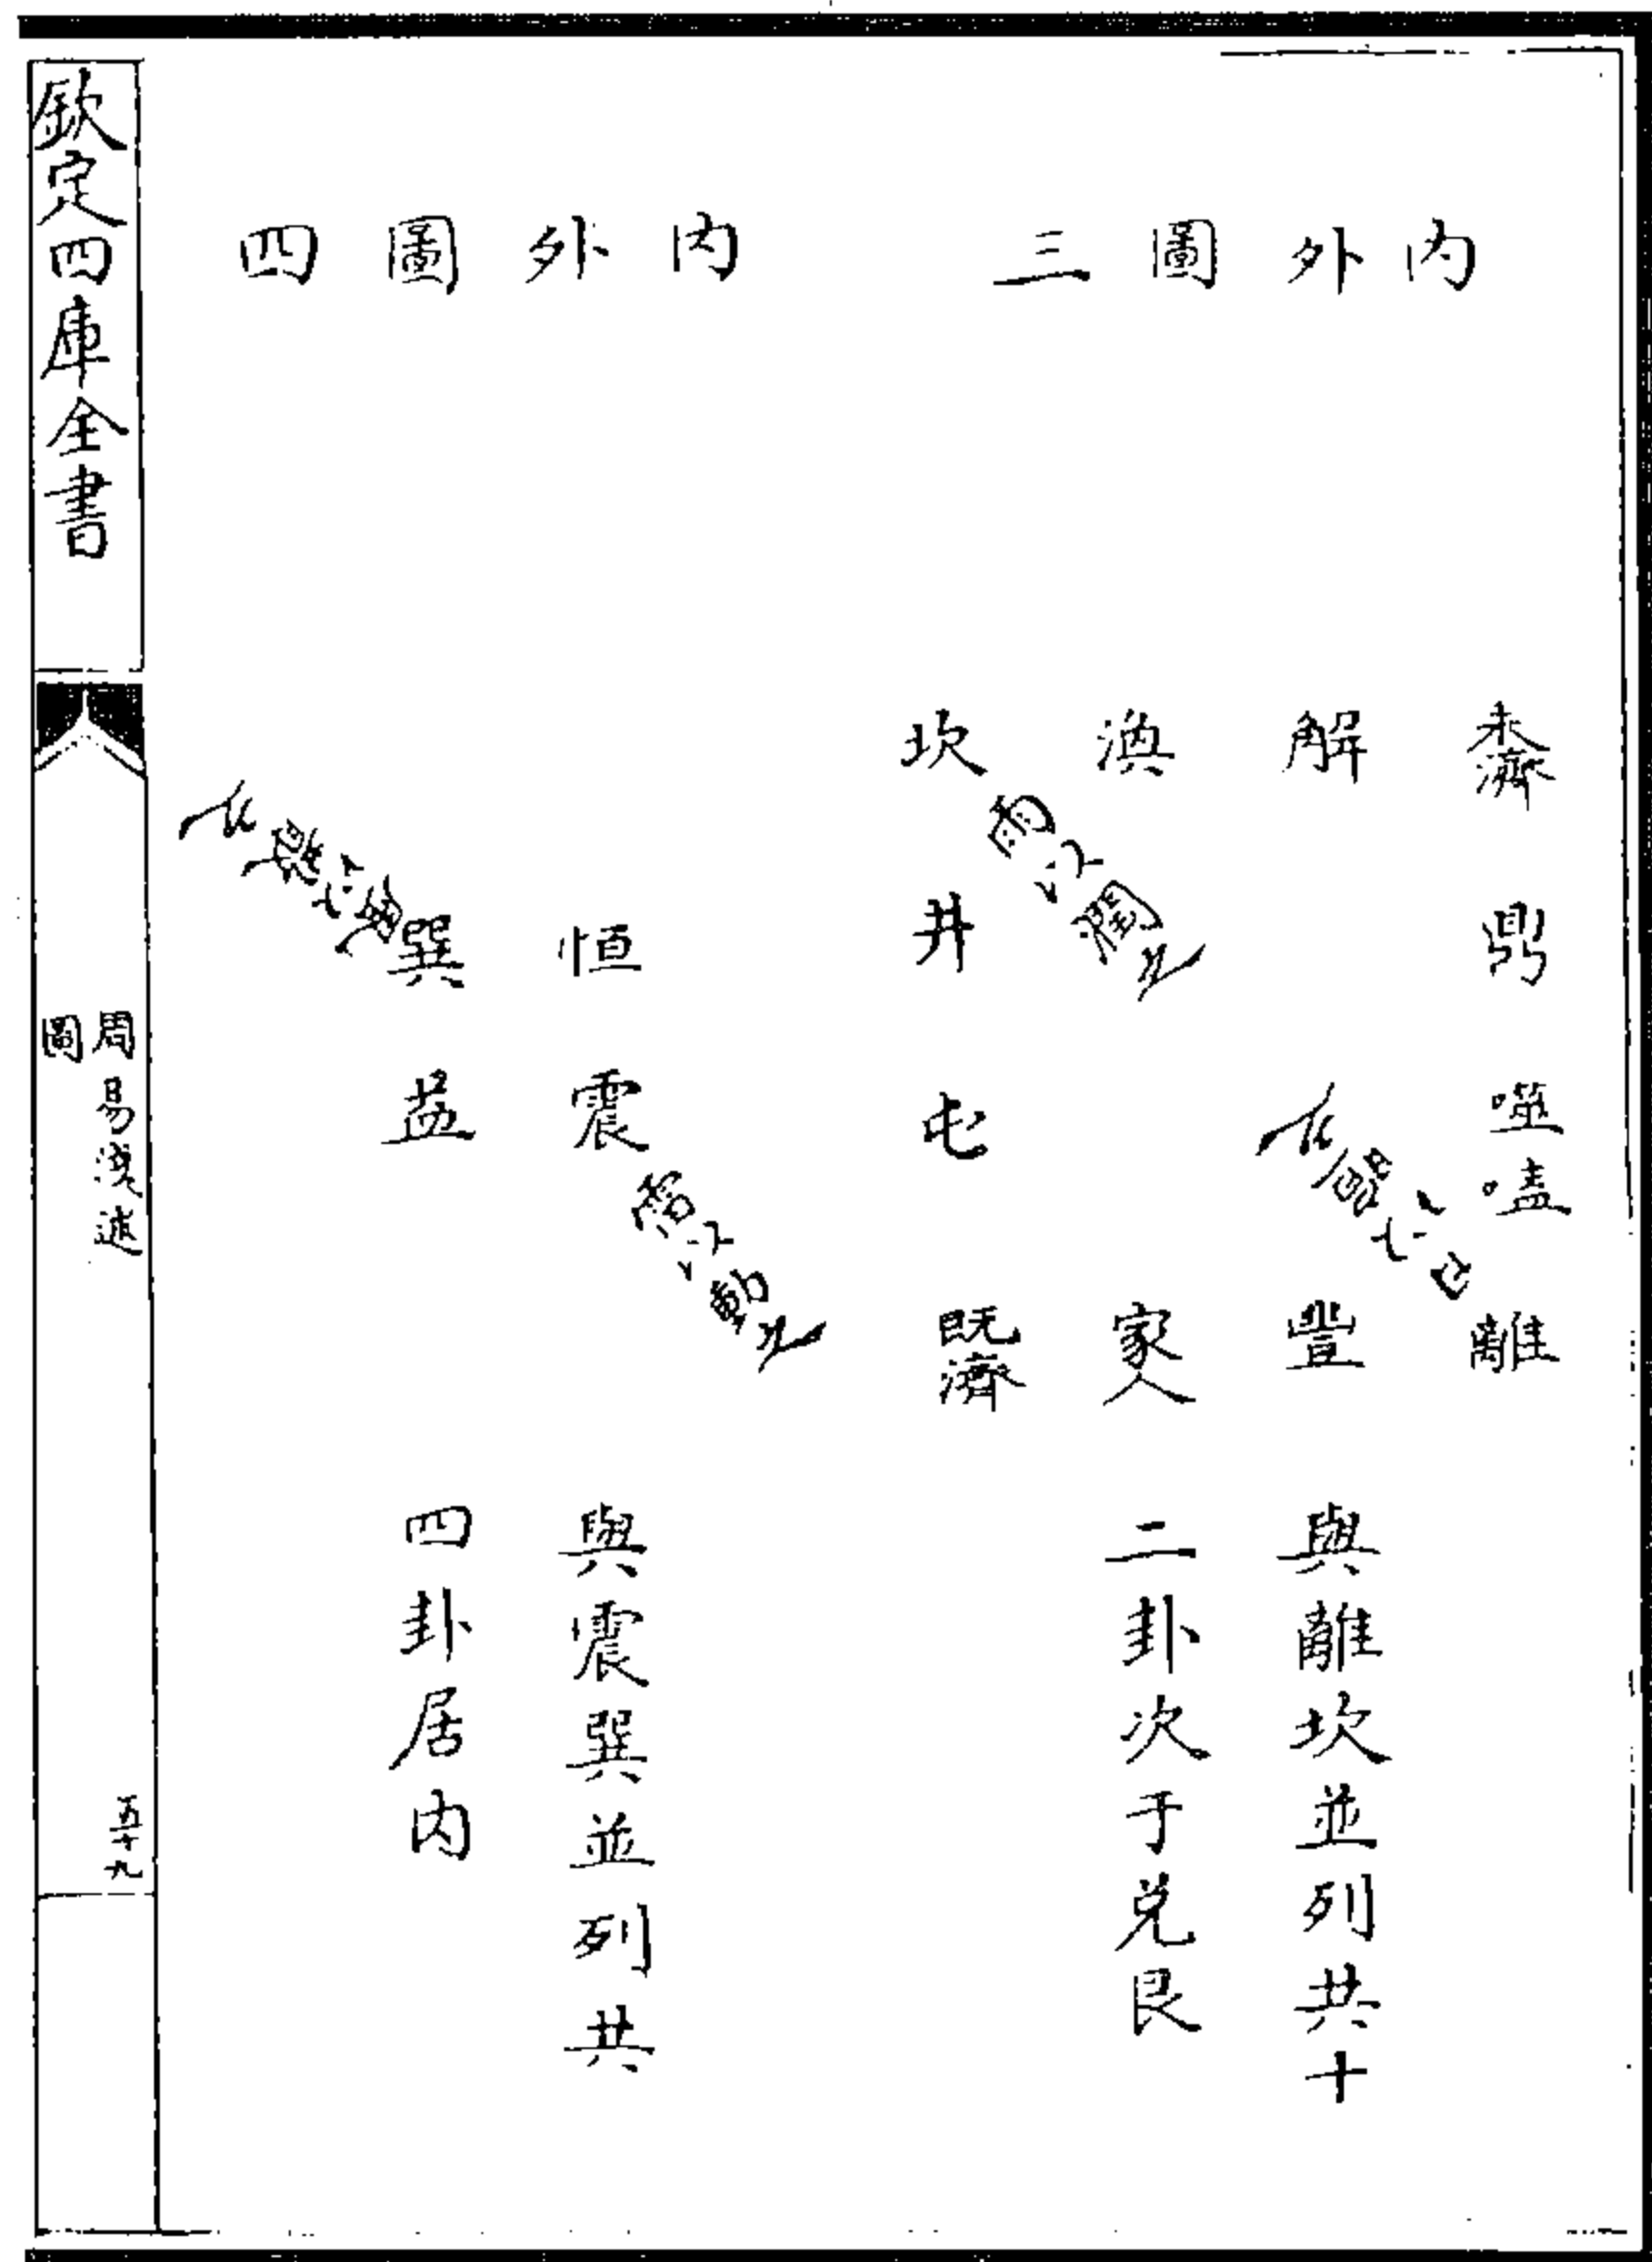 內外圖三
未濟 鼎 噬嗑 離
解 豐
日以晅之
渙 家人
雨以潤之
坎 井 屯 既濟
與離坎並列共十
二卦次于兌艮
內外圖四
雷以動之
恒 震
巽 益
風以散之
與震巽並列共
四卦居內
欽定四庫全書
周易淺述
圖
五十九